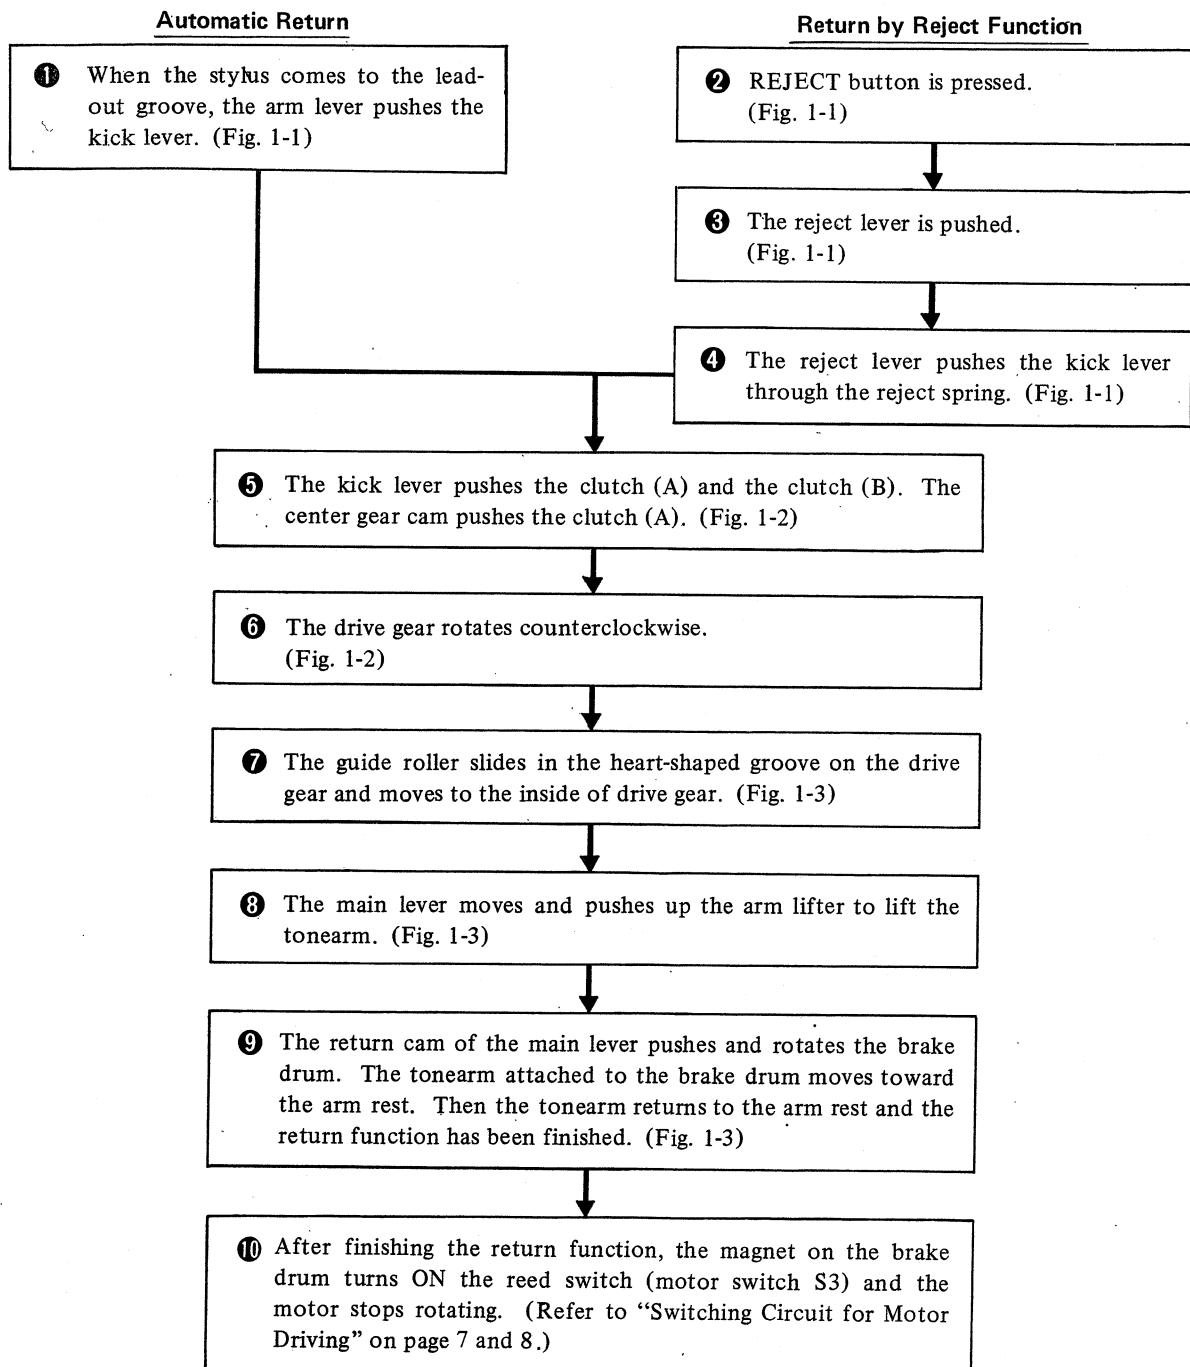 Automatic Return
❶ When the stylus comes to the lead-
out groove, the arm lever pushes the
kick lever. (Fig. 1-1)
Return by Reject Function
❷ REJECT button is pressed.
(Fig. 1-1)
❸ The reject lever is pushed.
(Fig. 1-1)
❹ The reject lever pushes the kick lever
through the reject spring. (Fig. 1-1)
❺ The kick lever pushes the clutch (A) and the clutch (B). The
center gear cam pushes the clutch (A). (Fig. 1-2)
❻ The drive gear rotates counterclockwise.
(Fig. 1-2)
❼ The guide roller slides in the heart-shaped groove on the drive
gear and moves to the inside of drive gear. (Fig. 1-3)
❽ The main lever moves and pushes up the arm lifter to lift the
tonearm. (Fig. 1-3)
❾ The return cam of the main lever pushes and rotates the brake
drum. The tonearm attached to the brake drum moves toward
the arm rest. Then the tonearm returns to the arm rest and the
return function has been finished. (Fig. 1-3)
❿ After finishing the return function, the magnet on the brake
drum turns ON the reed switch (motor switch S3) and the
motor stops rotating. (Refer to “Switching Circuit for Motor
Driving” on page 7 and 8.)